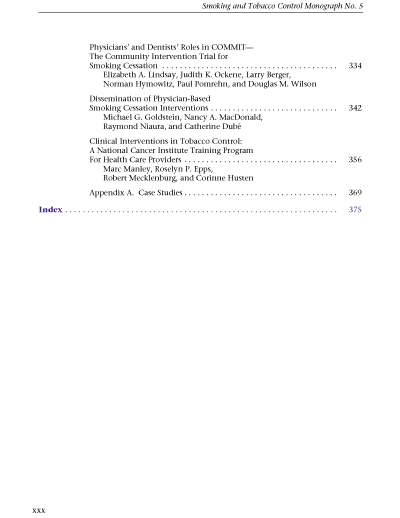 Smoking and Tobacco Control Monograph No. 5
Physicians' and Dentists' Roles in COMMIT—
The Community Intervention Trial for
Smoking Cessation . . . . . . . . . . . . . . . . . . . . . . . . . . . . . . . . . . . . . . . . 334
Elizabeth A. Lindsay, Judith K. Ockene, Larry Berger,
Norman Hymowitz, Paul Pomrehn, and Douglas M. Wilson
Dissemination of Physician-Based
Smoking Cessation Interventions . . . . . . . . . . . . . . . . . . . . . . . . . . . . . 342
Michael G. Goldstein, Nancy A. MacDonald,
Raymond Niaura, and Catherine Dubé
Clinical Interventions in Tobacco Control:
A National Cancer Institute Training Program
For Health Care Providers . . . . . . . . . . . . . . . . . . . . . . . . . . . . . . . . . . . 356
Marc Manley, Roselyn P. Epps,
Robert Mecklenburg, and Corinne Husten
Appendix A. Case Studies . . . . . . . . . . . . . . . . . . . . . . . . . . . . . . . . . . . 369
Index . . . . . . . . . . . . . . . . . . . . . . . . . . . . . . . . . . . . . . . . . . . . . . . . . . . . . . . . . . . . . . 375
xxx